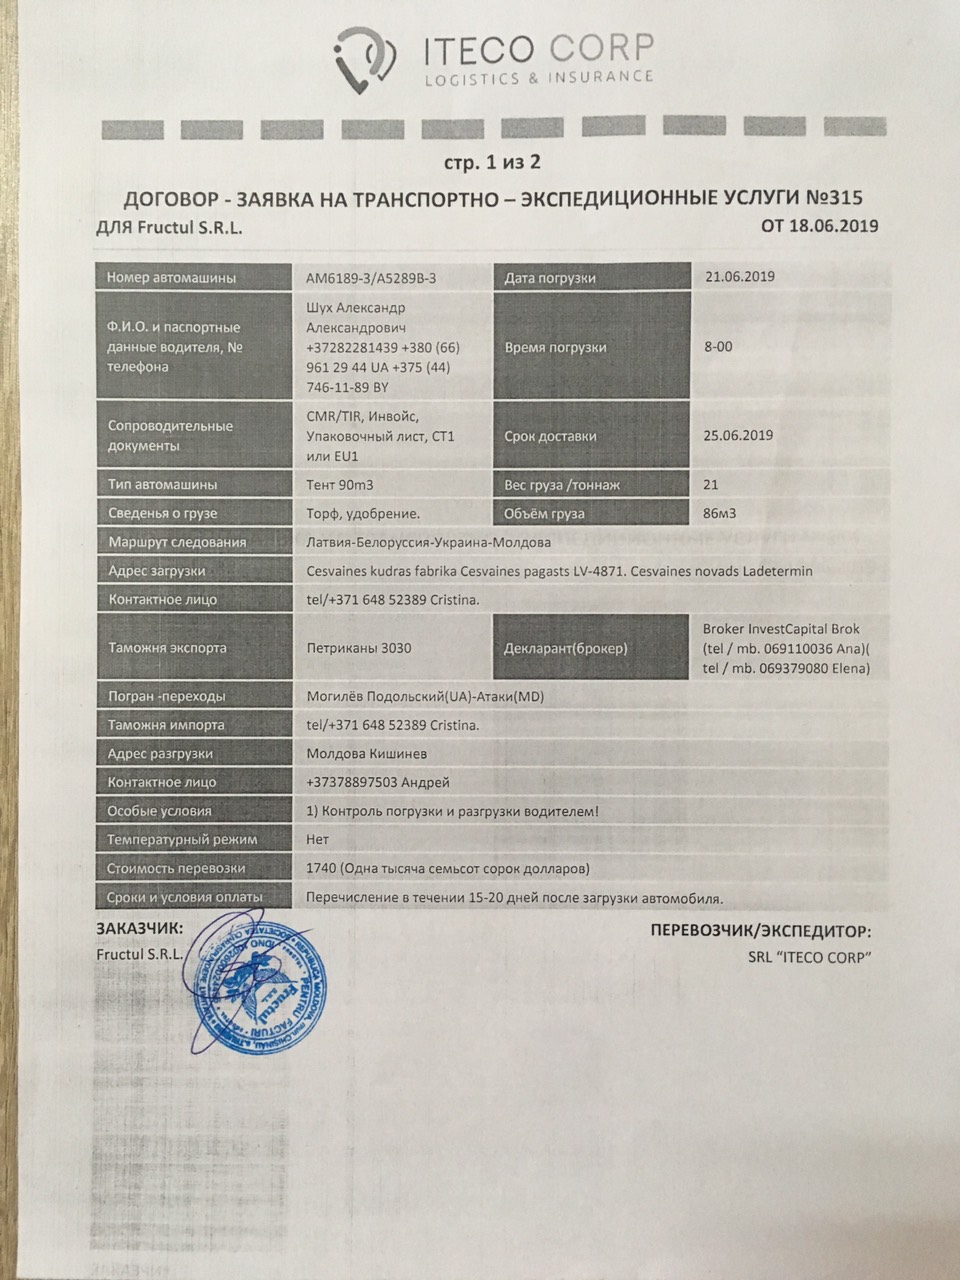 ITECO CORP
LOGISTICS & INSURANCE
стр. 1 из 2
ДОГОВОР - ЗАЯВКА НА ТРАНСПОРТНО – ЭКСПЕДИЦИОННЫЕ УСЛУГИ №315
ДЛЯ Fructul S.R.L. ОТ 18.06.2019
Номер автомашины АМ6189-3/А5289В-3 Дата погрузки 21.06.2019
Ф.И.О. и паспортные
данные водителя, №
телефона
Шух Александр
Александрович
+37282281439 +380 (66)
961 29 44 UA +375 (44)
746-11-89 BY
Время погрузки 8-00
Сопроводительные
документы
CMR/TIR, Инвойс,
Упаковочный лист, СТ1
или EU1
Срок доставки 25.06.2019
Тип автомашины Тент 90m3 Вес груза /тоннаж 21
Сведенья о грузе Торф, удобрение. Объём груза 86м3
Маршрут следования Латвия-Белоруссия-Украина-Молдова
Адрес загрузки Cesvaines kudras fabrika Cesvaines pagasts LV-4871. Cesvaines novads Ladetermin
Контактное лицо tel/+371 648 52389 Cristina.
Таможня экспорта Петриканы 3030 Декларант(брокер)
Broker InvestCapital Brok
(tel / mb. 069110036 Ana)(
tel / mb. 069379080 Elena)
Погран -переходы Могилёв Подольский(UA)-Атаки(MD)
Таможня импорта tel/+371 648 52389 Cristina.
Адрес разгрузки Молдова Кишинев
Контактное лицо +37378897503 Андрей
Особые условия 1) Контроль погрузки и разгрузки водителем!
Температурный режим Нет
Стоимость перевозки 1740 (Одна тысяча семьсот сорок долларов)
Сроки и условия оплаты Перечисление в течении 15-20 дней после загрузки автомобиля.
ЗАКАЗЧИК: ПЕРЕВОЗЧИК/ЭКСПЕДИТОР:
Fructul S.R.L. SRL “ITECO CORP”
REPUBLICA MOLDOVA
PENTRU FACTURI
Fructul